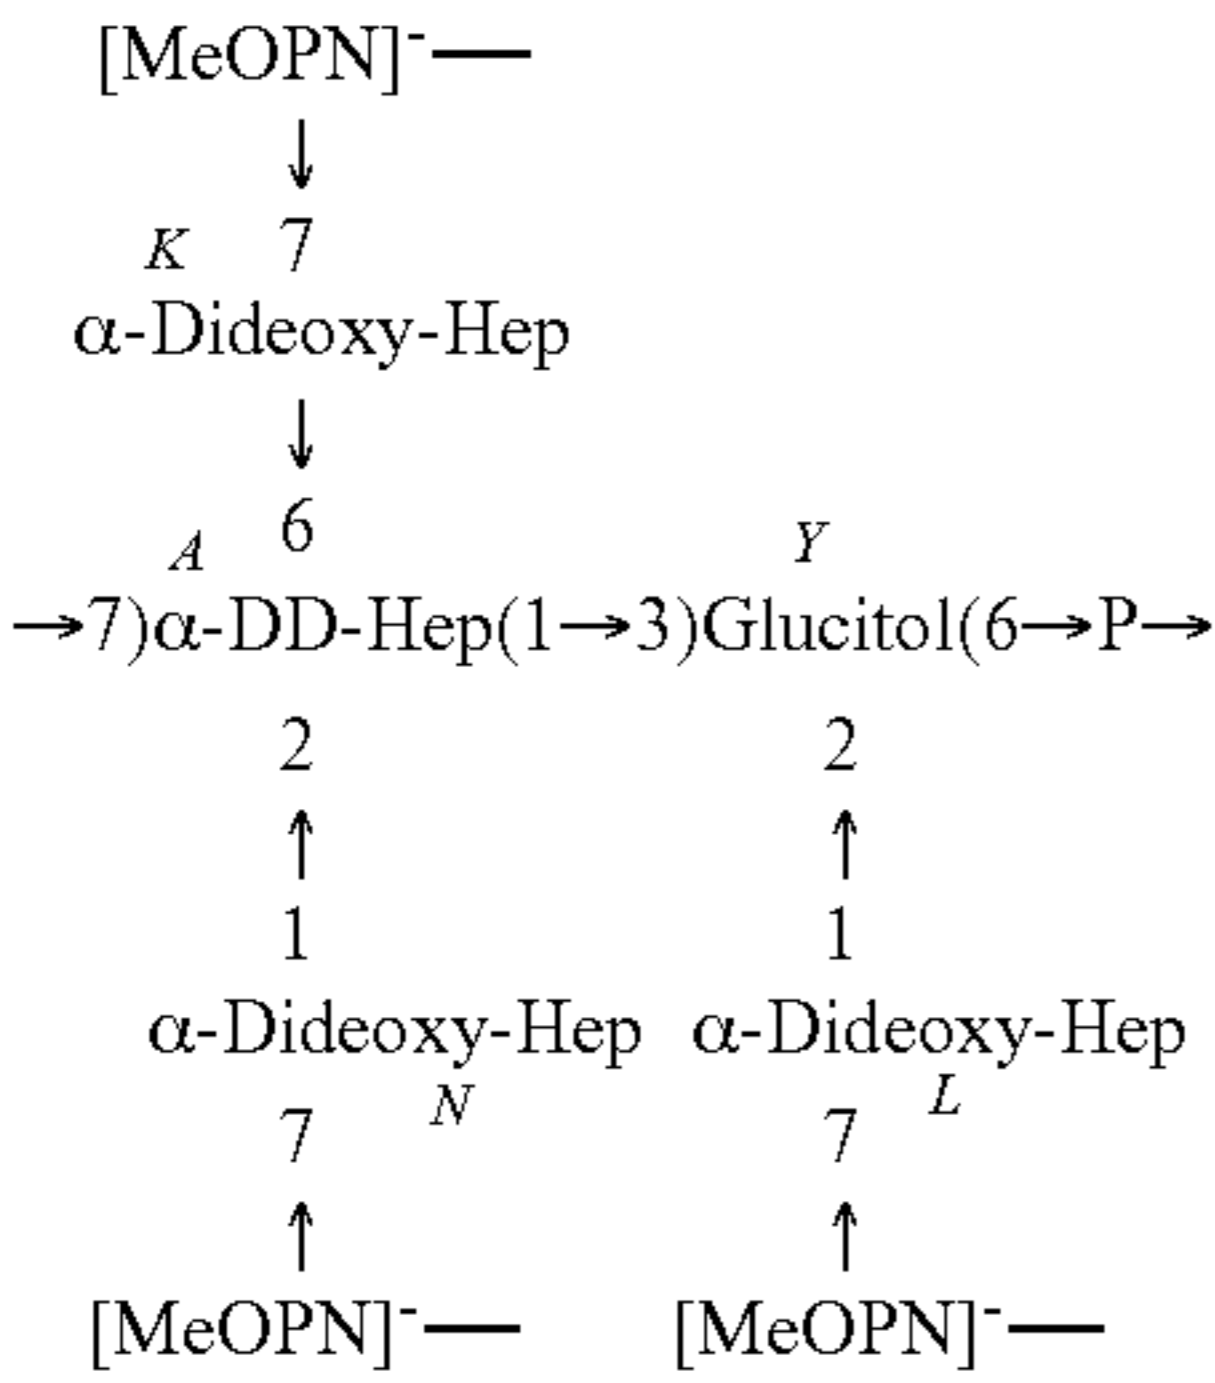 [MeOPN]⁻—
↓
K 7
α-Dideoxy-Hep
↓
A 6 Y
→7)α-DD-Hep(1→3)Glucitol(6→P→
2 2
↑ ↑
1 1
α-Dideoxy-Hep α-Dideoxy-Hep
N L
7 7
↑ ↑
[MeOPN]⁻— [MeOPN]⁻—